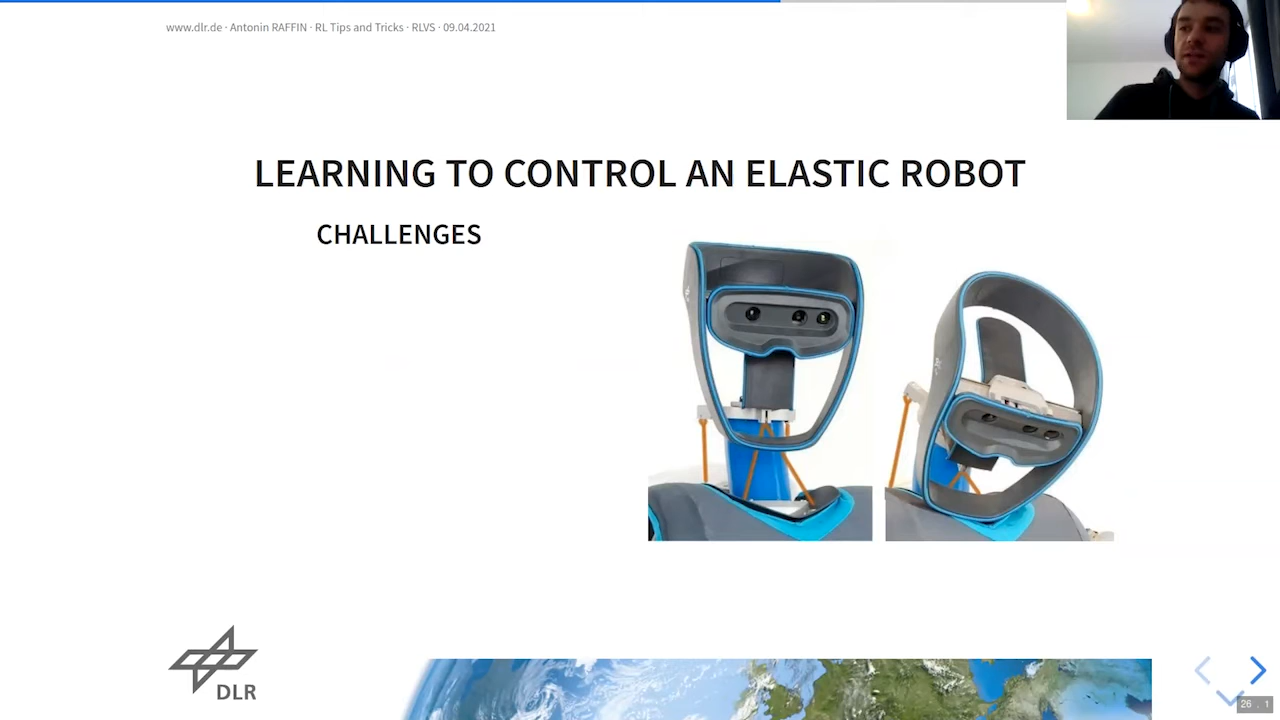 www.dlr.de · Antonin RAFFIN · RL Tips and Tricks · RLVS · 09.04.2021
LEARNING TO CONTROL AN ELASTIC ROBOT
CHALLENGES
DLR
26 . 1